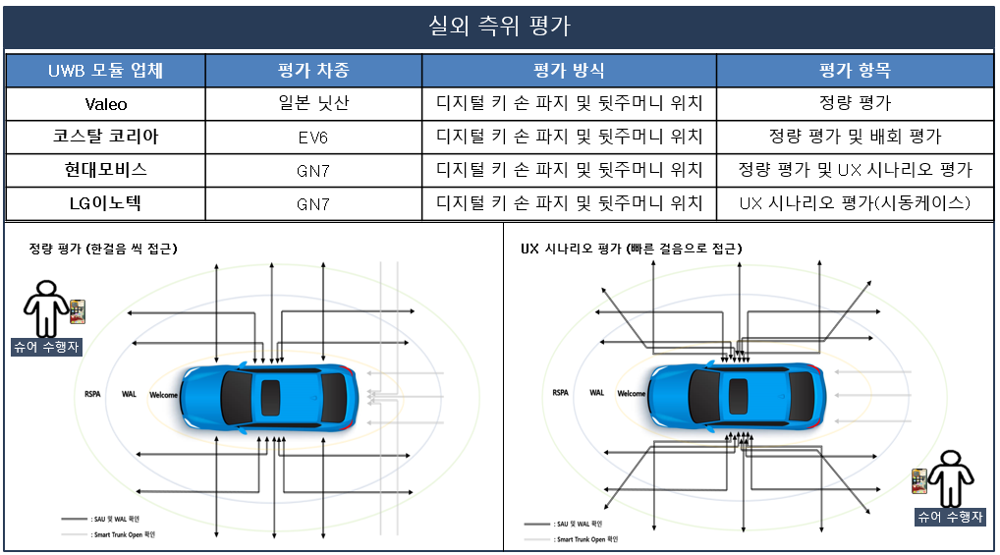 실외 측위 평가
UWB 모듈 업체 평가 차종 평가 방식 평가 항목
Valeo 일본 닛산 디지털 키 손 파지 및 뒷주머니 위치 정량 평가
코스탈 코리아 EV6 디지털 키 손 파지 및 뒷주머니 위치 정량 평가 및 배회 평가
현대모비스 GN7 디지털 키 손 파지 및 뒷주머니 위치 정량 평가 및 UX 시나리오 평가
LG이노텍 GN7 디지털 키 손 파지 및 뒷주머니 위치 UX 시나리오 평가(시동케이스)
정량 평가 (한걸음 씩 접근)
슈어 수행자
RSPA WAL Welcome
: SAU 및 WAL 확인
: Smart Trunk Open 확인
UX 시나리오 평가 (빠른 걸음으로 접근)
RSPA WAL Welcome
슈어 수행자
: SAU 및 WAL 확인
: Smart Trunk Open 확인